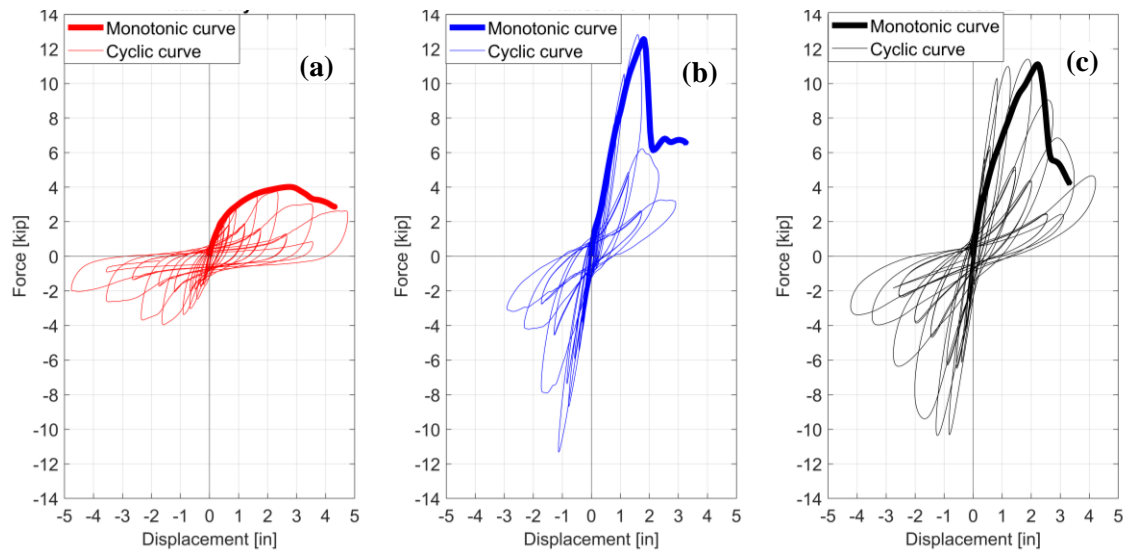 Monotonic curve
Cyclic curve
(a)
14
12
10
8
6
4
2
0
-2
-4
-6
-8
-10
-12
-14
Force [kip]
-5 -4 -3 -2 -1 0 1 2 3 4 5
Displacement [in]
Monotonic curve
Cyclic curve
(b)
14
12
10
8
6
4
2
0
-2
-4
-6
-8
-10
-12
-14
Force [kip]
-5 -4 -3 -2 -1 0 1 2 3 4 5
Displacement [in]
Monotonic curve
Cyclic curve
(c)
14
12
10
8
6
4
2
0
-2
-4
-6
-8
-10
-12
-14
Force [kip]
-5 -4 -3 -2 -1 0 1 2 3 4 5
Displacement [in]